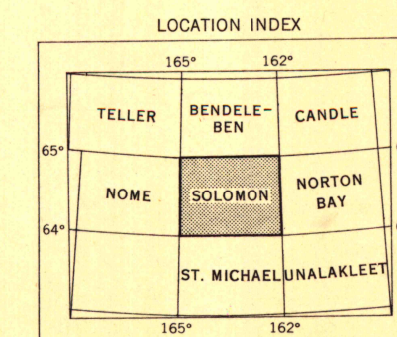 LOCATION INDEX
165° 162°
TELLER BENDELE-
BEN CANDLE
65°
NOME SOLOMON NORTON
BAY
64°
ST. MICHAEL UNALAKLEET
165° 162°